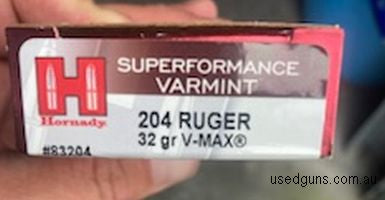 SUPERFORMANCE
VARMINT
H
Hornady
204 RUGER
32 gr V-MAX®
#83204
usedguns.com.au